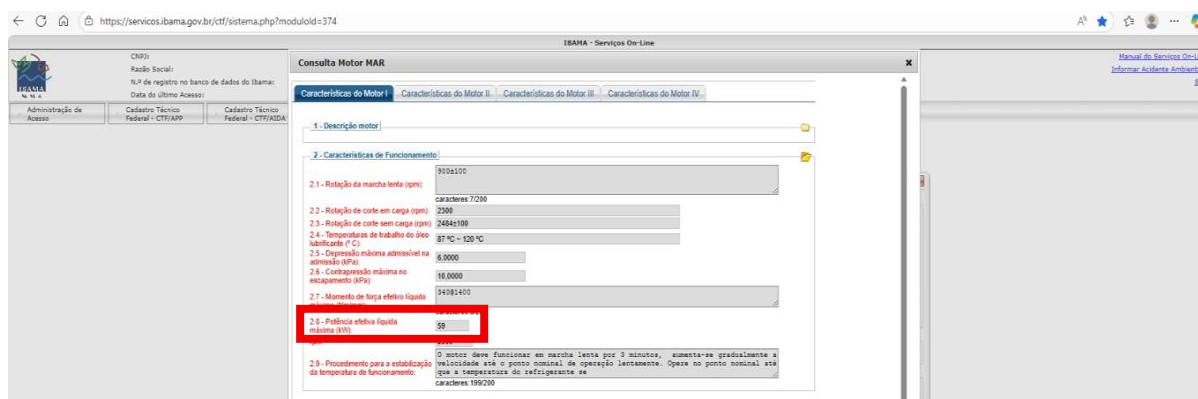 https://servicos.ibama.gov.br/ctf/sistema.php?moduloId=374
IBAMA - Serviços On-Line
CNPJ:
Razão Social:
N.º de registro no banco de dados do Ibama:
Data do último Acesso:
IBAMA
M M A
Manual do Serviços On-L
Informar Acidente Ambient
S
Administração de Acesso
Cadastro Técnico Federal - CTF/APP
Cadastro Técnico Federal - CTF/AIDA
Consulta Motor MAR
Características do Motor I
Características do Motor II
Características do Motor III
Características do Motor IV
1 - Descrição motor
2 - Características de Funcionamento
2.1 - Rotação da marcha lenta (rpm): 900±100
caracteres:7/200
2.2 - Rotação de corte em carga (rpm): 2300
2.3 - Rotação de corte sem carga (rpm) 2484±100
2.4 - Temperaturas de trabalho do óleo lubrificante (º C): 87 ºC ~ 120 ºC
2.5 - Depressão máxima admissível na admissão (kPa): 6,0000
2.6 - Contrapressão máxima no escapamento (kPa): 10,0000
2.7 - Momento de força efetivo líquido 340@1400
2.8 - Potência efetiva líquida máxima (kW): 59
2.9 - Procedimento para a estabilização da temperatura de funcionamento:
O motor deve funcionar em marcha lenta por 3 minutos, aumenta-se gradualmente a
velocidade até o ponto nominal de operação lentamente. Opere no ponto nominal até
que a temperatura do refrigerante se
caracteres:199/200